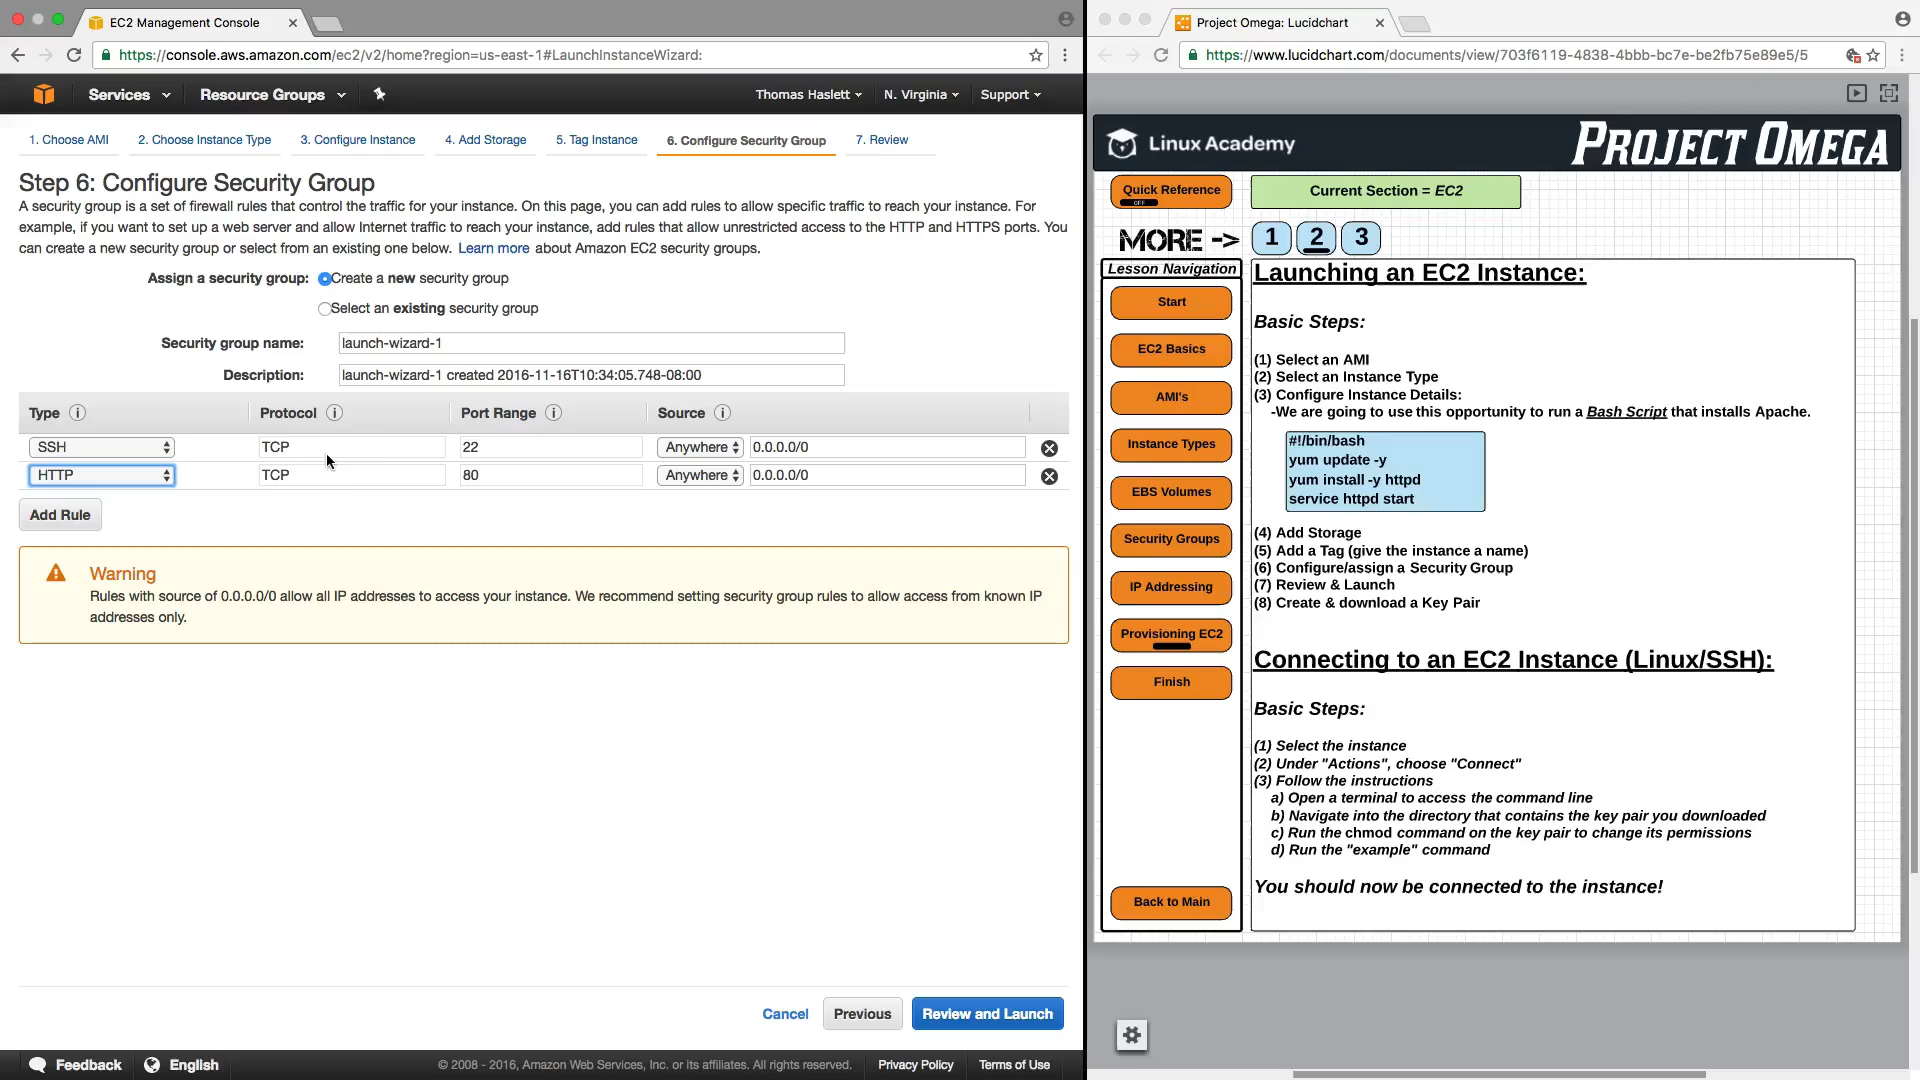 EC2 Management Console
https://console.aws.amazon.com/ec2/v2/home?region=us-east-1#LaunchInstanceWizard:
Services
Resource Groups
Thomas Haslett
N. Virginia
Support
1. Choose AMI
2. Choose Instance Type
3. Configure Instance
4. Add Storage
5. Tag Instance
6. Configure Security Group
7. Review
Step 6: Configure Security Group
A security group is a set of firewall rules that control the traffic for your instance. On this page, you can add rules to allow specific traffic to reach your instance. For
example, if you want to set up a web server and allow Internet traffic to reach your instance, add rules that allow unrestricted access to the HTTP and HTTPS ports. You
can create a new security group or select from an existing one below. Learn more about Amazon EC2 security groups.
Assign a security group: Create a new security group
Select an existing security group
Security group name: launch-wizard-1
Description: launch-wizard-1 created 2016-11-16T10:34:05.748-08:00
Type Protocol Port Range Source
SSH TCP 22 Anywhere 0.0.0.0/0
HTTP TCP 80 Anywhere 0.0.0.0/0
Add Rule
Warning
Rules with source of 0.0.0.0/0 allow all IP addresses to access your instance. We recommend setting security group rules to allow access from known IP
addresses only.
Cancel Previous Review and Launch
Feedback English © 2008 - 2016, Amazon Web Services, Inc. or its affiliates. All rights reserved. Privacy Policy Terms of Use
Project Omega: Lucidchart
https://www.lucidchart.com/documents/view/703f6119-4838-4bbb-bc7e-be2fb75e89e5/5
Linux Academy
PROJECT OMEGA
Quick Reference
OFF
Current Section = EC2
MORE -> 1 2 3
Lesson Navigation
Start
EC2 Basics
AMI's
Instance Types
EBS Volumes
Security Groups
IP Addressing
Provisioning EC2
Finish
Back to Main
Launching an EC2 Instance:
Basic Steps:
(1) Select an AMI
(2) Select an Instance Type
(3) Configure Instance Details:
-We are going to use this opportunity to run a Bash Script that installs Apache.
#!/bin/bash
yum update -y
yum install -y httpd
service httpd start
(4) Add Storage
(5) Add a Tag (give the instance a name)
(6) Configure/assign a Security Group
(7) Review & Launch
(8) Create & download a Key Pair
Connecting to an EC2 Instance (Linux/SSH):
Basic Steps:
(1) Select the instance
(2) Under "Actions", choose "Connect"
(3) Follow the instructions
a) Open a terminal to access the command line
b) Navigate into the directory that contains the key pair you downloaded
c) Run the chmod command on the key pair to change its permissions
d) Run the "example" command
You should now be connected to the instance!